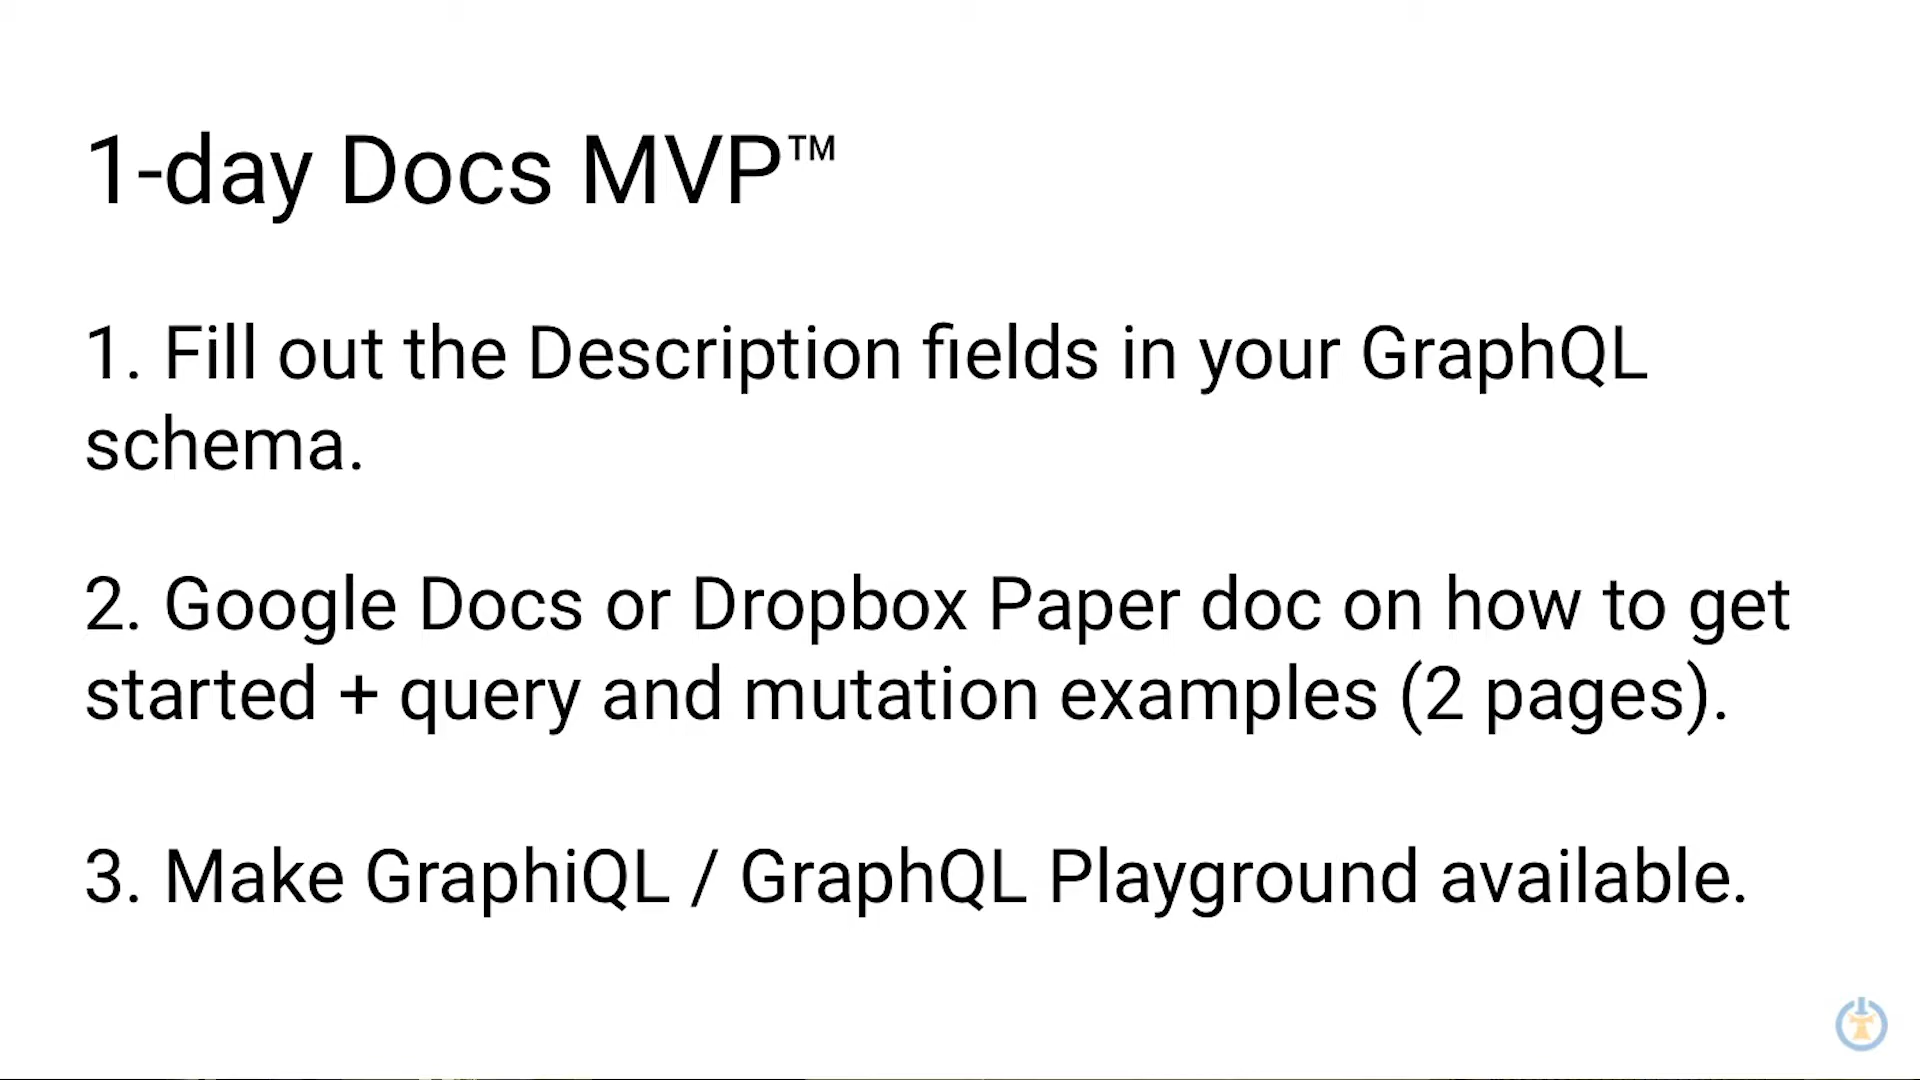 1-day Docs MVP™
1. Fill out the Description fields in your GraphQL
schema.
2. Google Docs or Dropbox Paper doc on how to get
started + query and mutation examples (2 pages).
3. Make GraphiQL / GraphQL Playground available.